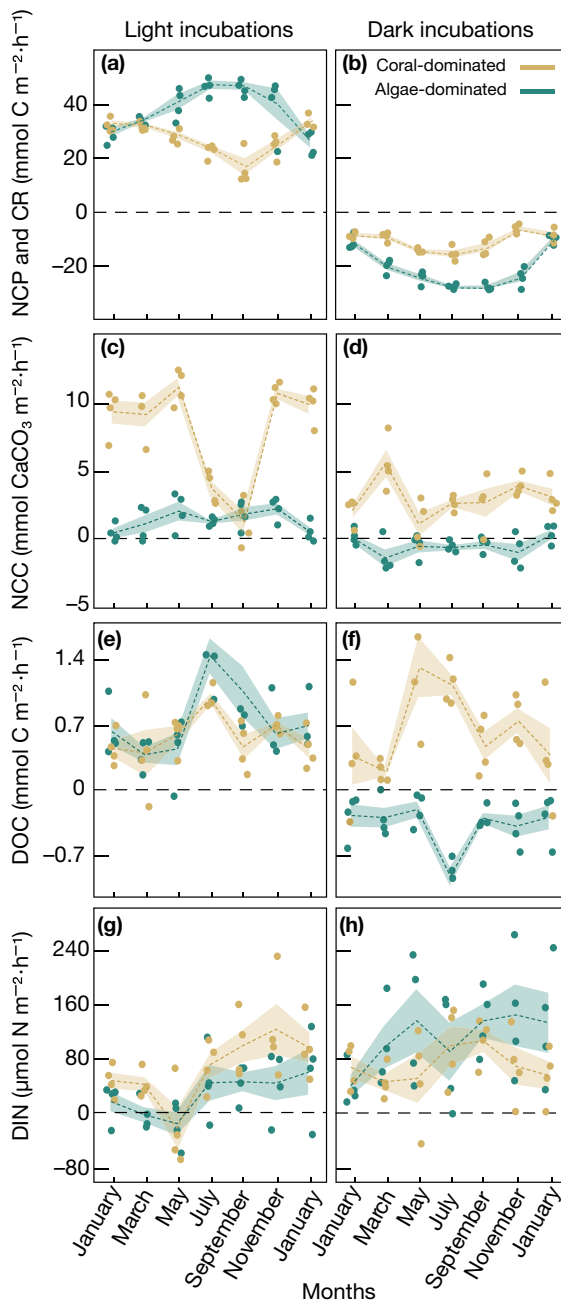 Light incubations
Dark incubations
(a)
(b)
Coral-dominated
Algae-dominated
NCP and CR (mmol C m⁻²·h⁻¹)
40
20
0
−20
(c)
(d)
NCC (mmol CaCO₃ m⁻²·h⁻¹)
10
5
0
−5
(e)
(f)
DOC (mmol C m⁻²·h⁻¹)
1.4
0.7
0
−0.7
(g)
(h)
DIN (µmol N m⁻²·h⁻¹)
240
160
80
0
−80
January
March
May
July
September
November
January
January
March
May
July
September
November
January
Months